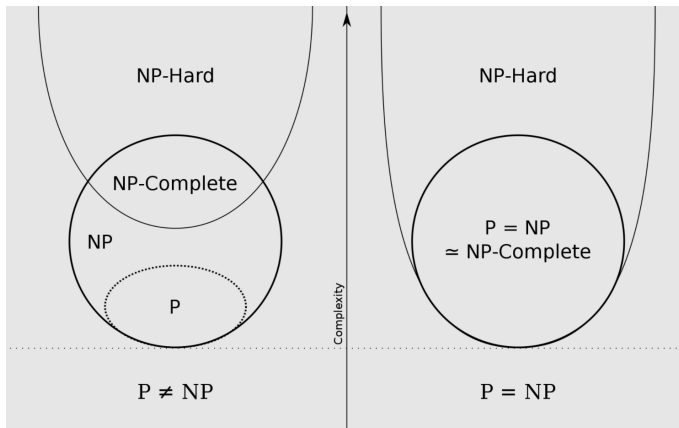 NP-Hard
NP-Complete
NP
P
P ≠ NP
Complexity
NP-Hard
P = NP
≃ NP-Complete
P = NP